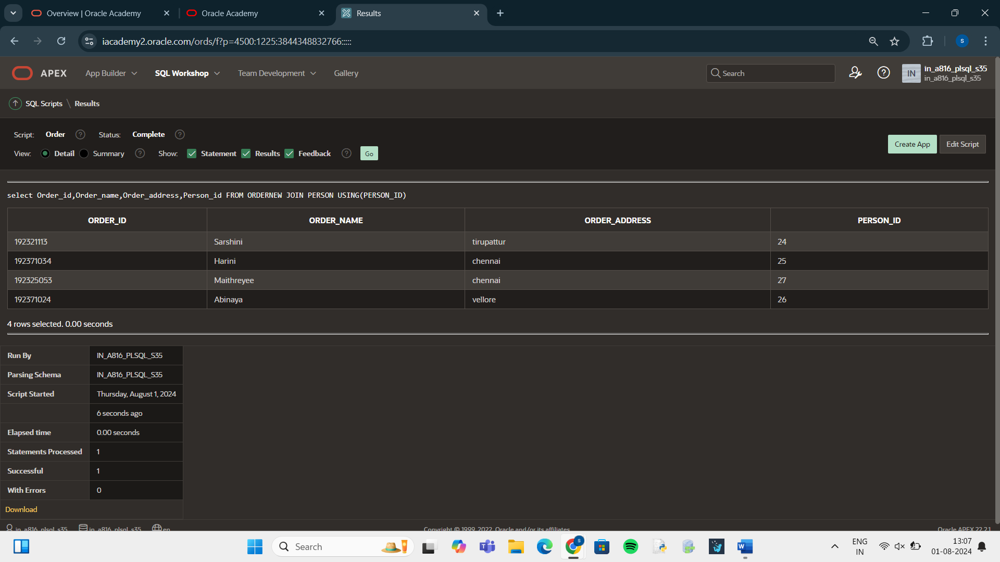 Overview | Oracle Academy
Oracle Academy
Results
iacademy2.oracle.com/ords/f?p=4500:1225:3844348832766:::::
S
APEX App Builder SQL Workshop Team Development Gallery
Search
IN
in_a816_plsql_s35
in_a816_plsql_s35
SQL Scripts \ Results
Script: Order ? Status: Complete ?
View: Detail Summary ? Show: Statement Results Feedback ? Go
Create App Edit Script
select Order_id,Order_name,Order_address,Person_id FROM ORDERNEW JOIN PERSON USING(PERSON_ID)
ORDER_ID ORDER_NAME ORDER_ADDRESS PERSON_ID
192321113 Sarshini tirupattur 24
192371034 Harini chennai 25
192325053 Maithreyee chennai 27
192371024 Abinaya vellore 26
4 rows selected. 0.00 seconds
Run By IN_A816_PLSQL_S35
Parsing Schema IN_A816_PLSQL_S35
Script Started Thursday, August 1, 2024
6 seconds ago
Elapsed time 0.00 seconds
Statements Processed 1
Successful 1
With Errors 0
Download
in_a816_plsql_s35 in_a816_plsql_s35 en
Copyright © 1999, 2022, Oracle and/or its affiliates.
Oracle APEX 22.2.1
Search
ENG
IN
13:07
01-08-2024